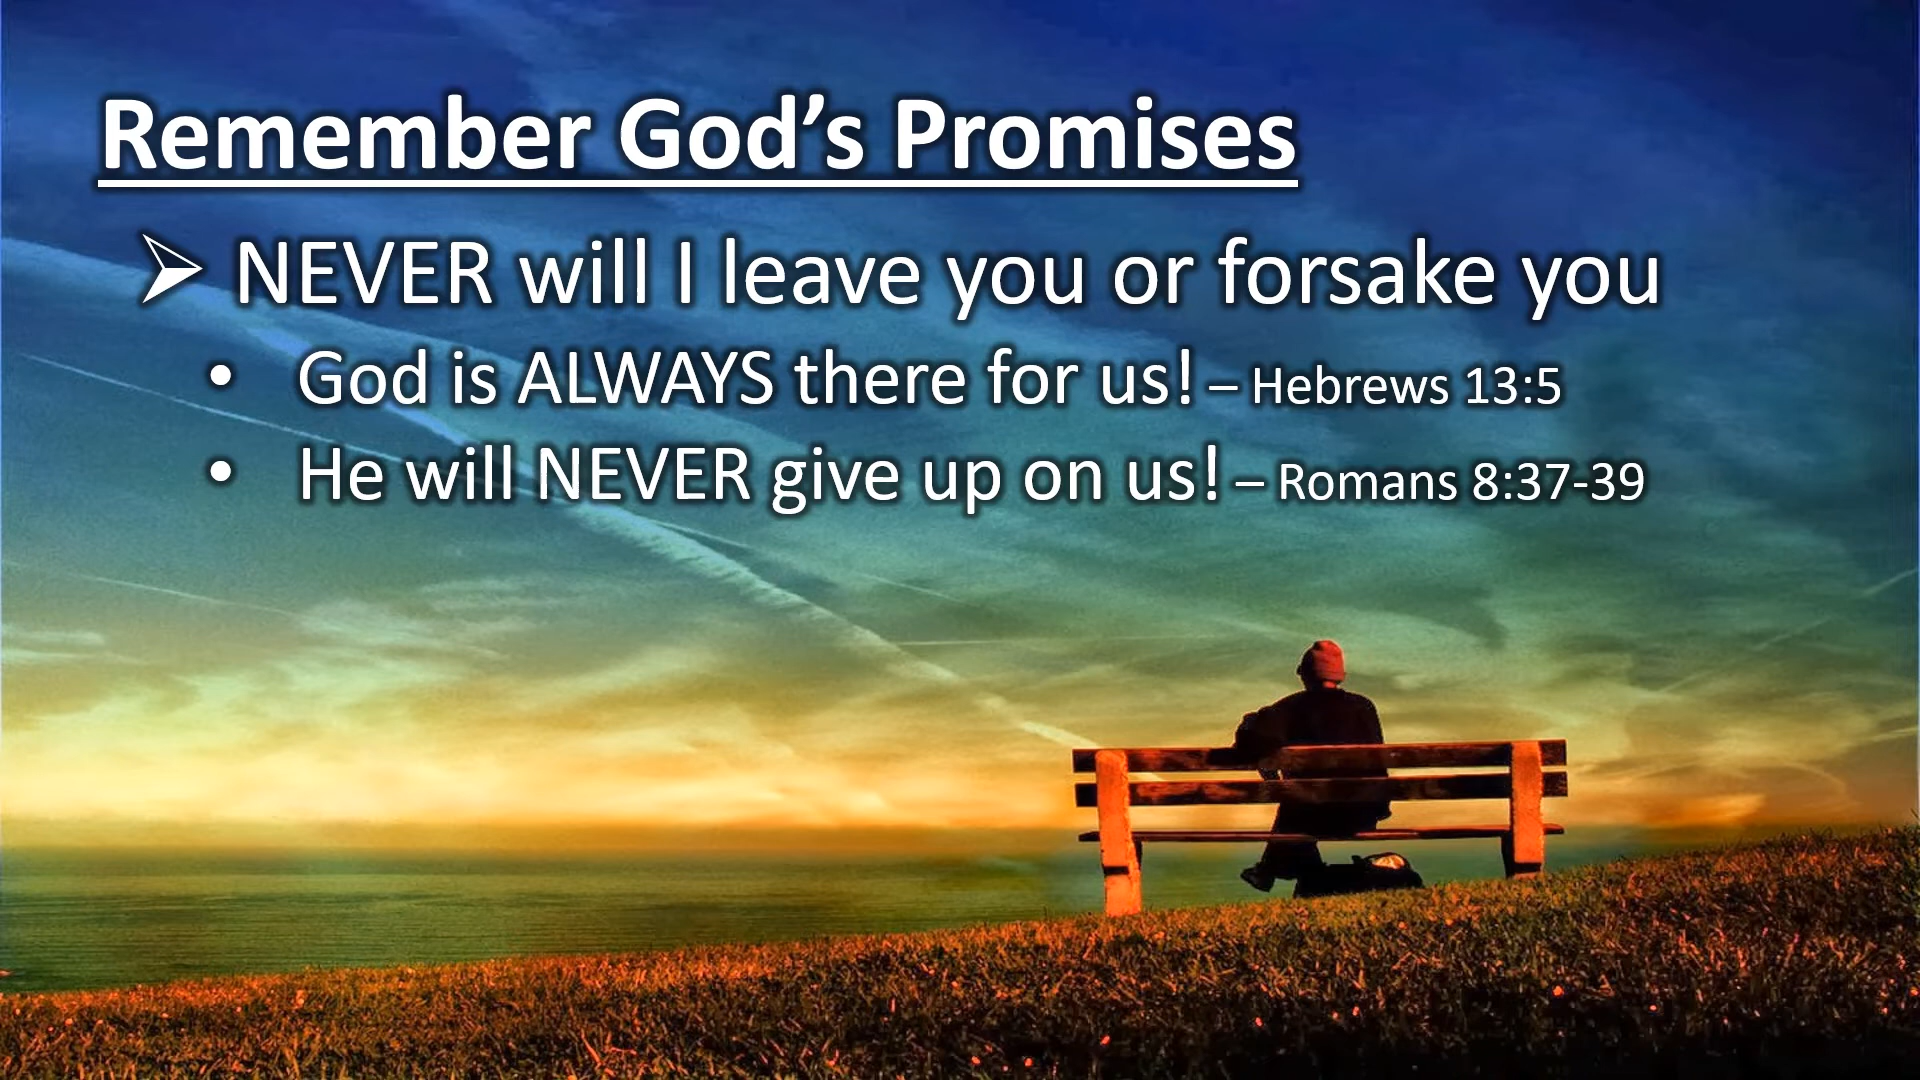 Remember God’s Promises
➢ NEVER will I leave you or forsake you
• God is ALWAYS there for us! – Hebrews 13:5
• He will NEVER give up on us! – Romans 8:37-39